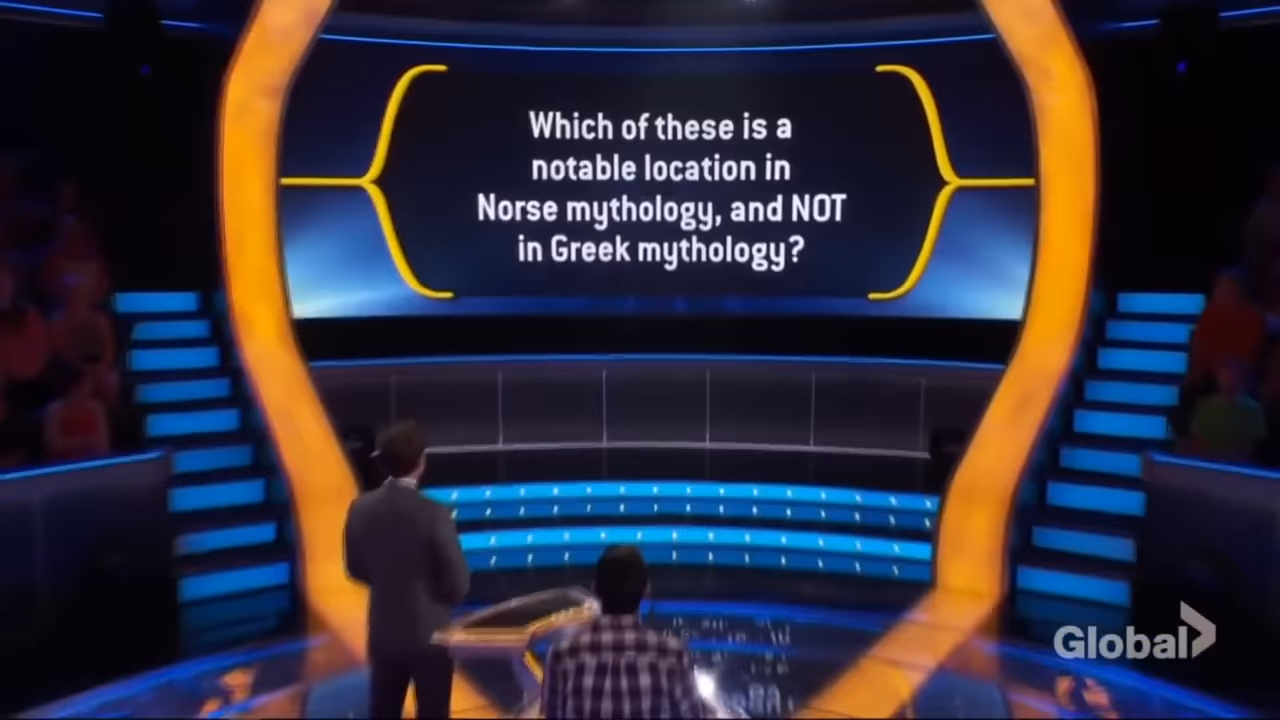 Which of these is a
notable location in
Norse mythology, and NOT
in Greek mythology?
Global